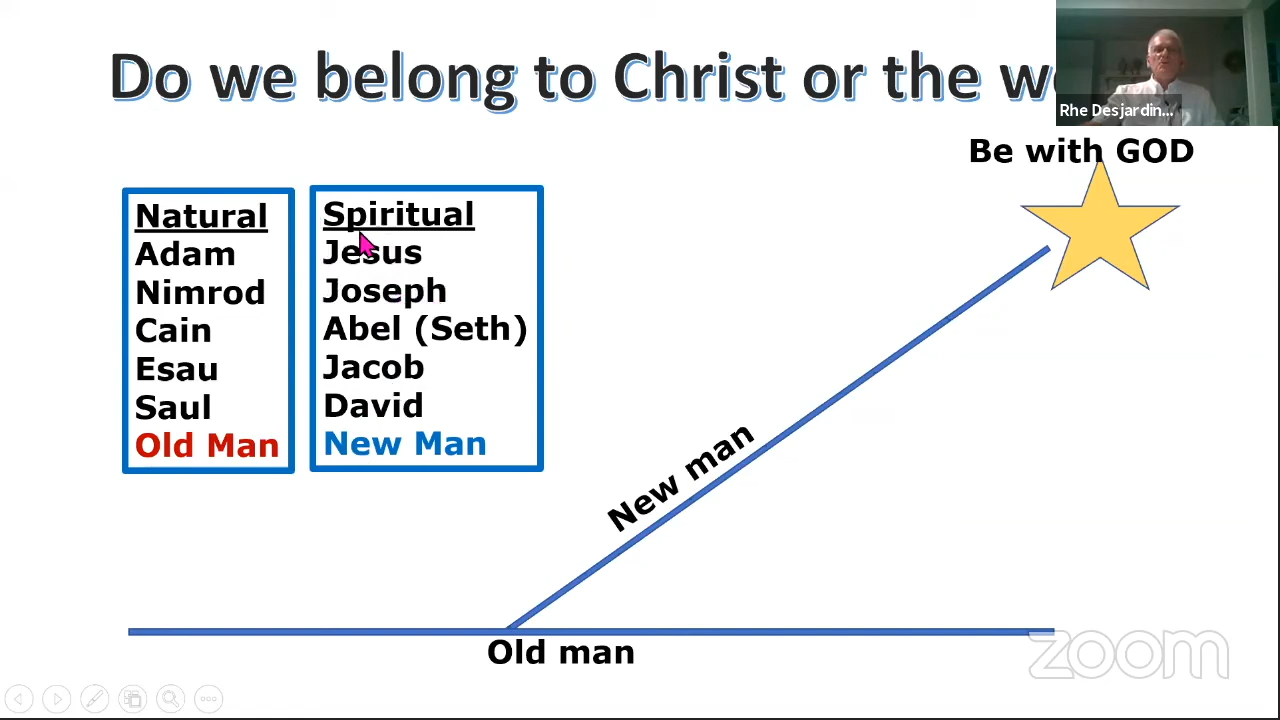 Do we belong to Christ or the
Rhe Desjardin...
Be with GOD
Natural
Adam
Nimrod
Cain
Esau
Saul
Old Man
Spiritual
Jesus
Joseph
Abel (Seth)
Jacob
David
New Man
New man
Old man
zoom